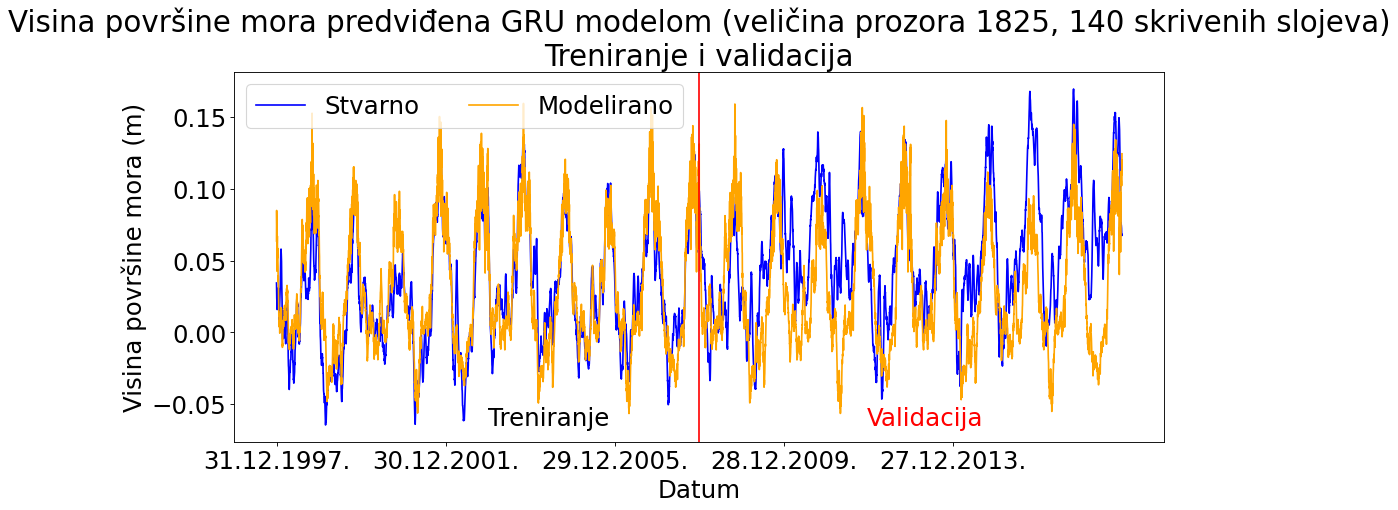 Visina površine mora predviđena GRU modelom (veličina prozora 1825, 140 skrivenih slojeva)
Treniranje i validacija
Stvarno
Modelirano
Visina površine mora (m)
0.15
0.10
0.05
0.00
−0.05
Treniranje
Validacija
31.12.1997.
30.12.2001.
29.12.2005.
28.12.2009.
27.12.2013.
Datum